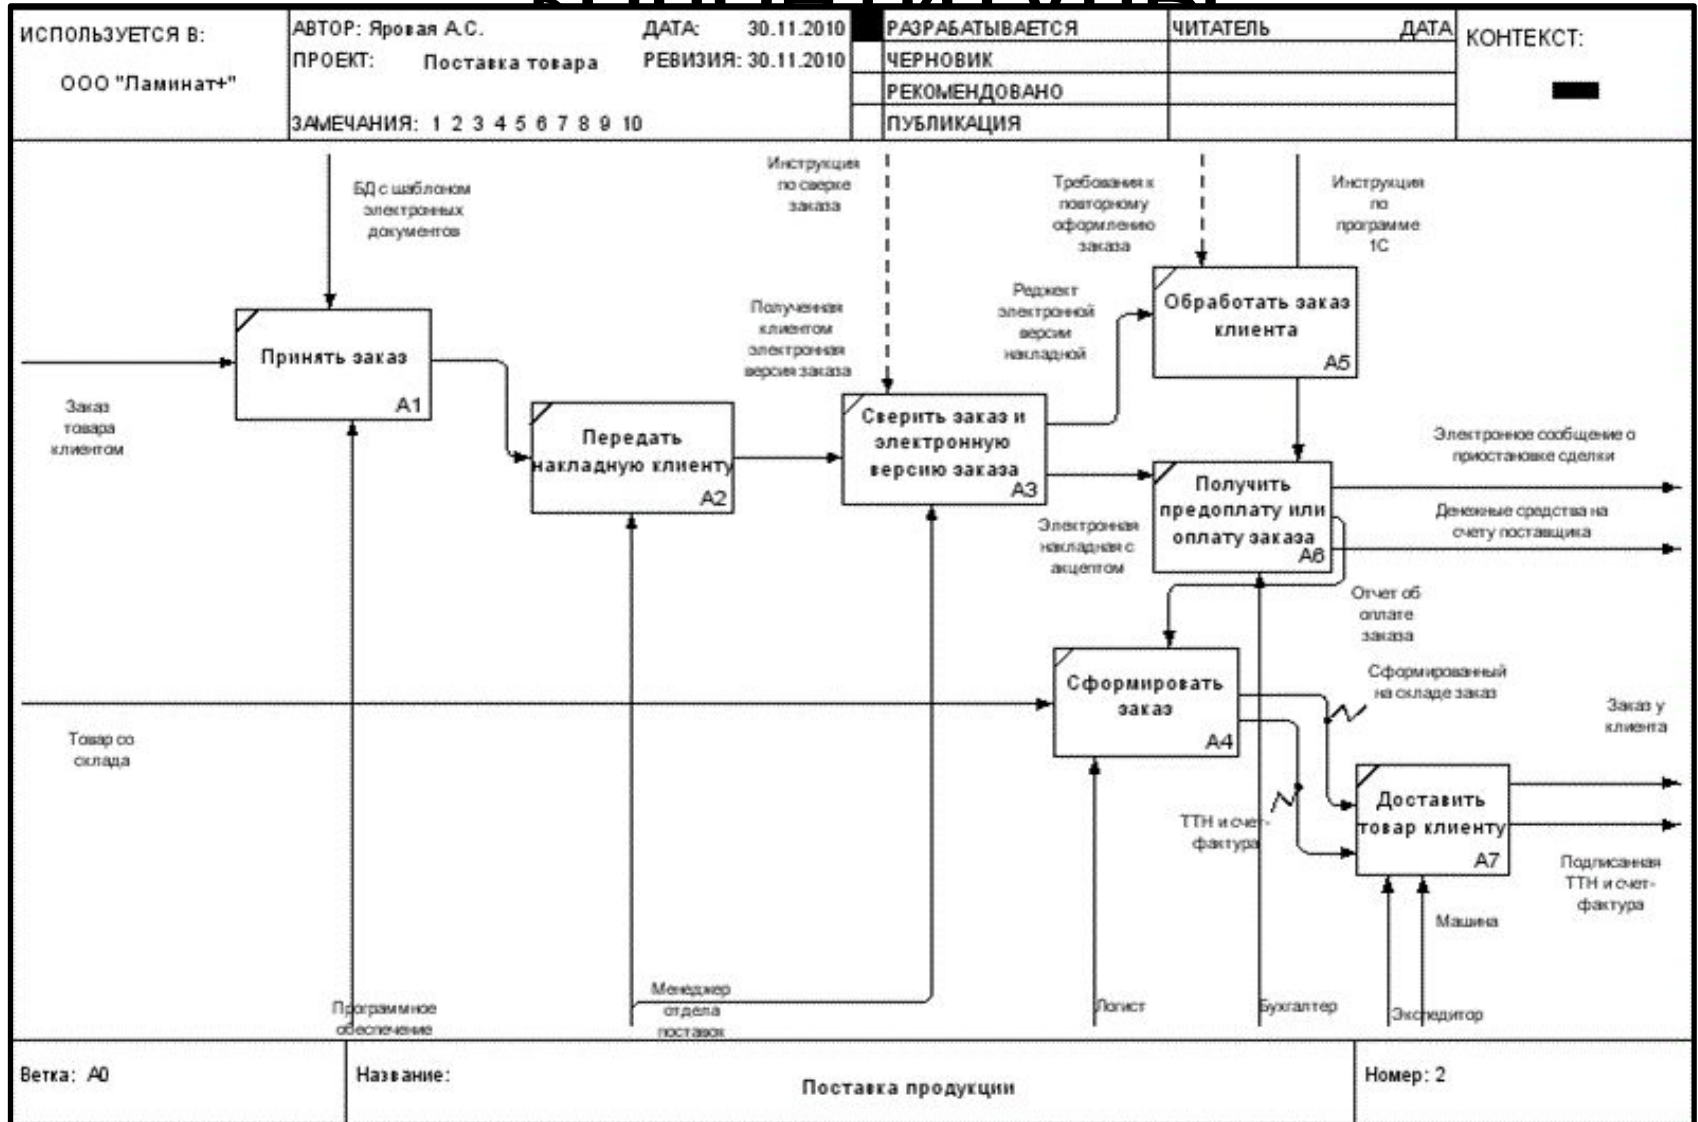 ИСПОЛЬЗУЕТСЯ В:
ООО "Ламинат+"
АВТОР: Яровая А.С.
ДАТА: 30.11.2010
ПРОЕКТ: Поставка товара
РЕВИЗИЯ: 30.11.2010
ЗАМЕЧАНИЯ: 1 2 3 4 5 6 7 8 9 10
РАЗРАБАТЫВАЕТСЯ
ЧЕРНОВИК
РЕКОМЕНДОВАНО
ПУБЛИКАЦИЯ
ЧИТАТЕЛЬ
ДАТА
КОНТЕКСТ:
БД с шаблоном
электронных
документов
Инструкция
по сверке
заказа
Требования к
повторному
оформлению
заказа
Инструкция
по
программе
1С
Принять заказ
А1
Заказ
товара
клиентом
Полученная
клиентом
электронная
версия заказа
Реджект
электронной
версии
накладной
Обработать заказ
клиента
А5
Передать
накладную клиенту
А2
Сверить заказ и
электронную
версию заказа
А3
Получить
предоплату или
оплату заказа
А6
Электронное сообщение о
приостановке сделки
Денежные средства на
счету поставщика
Электронная
накладная с
акцептом
Отчет об
оплате
заказа
Сформировать
заказ
А4
Сформированный
на складе заказ
Заказ у
клиента
Товар со
склада
ТТН и счет-
фактура
Доставить
товар клиенту
А7
Подписанная
ТТН и счет-
фактура
Машина
Программное
обеспечение
Менеджер
отдела
поставок
Логист
Бухгалтер
Экспедитор
Ветка: А0
Название:
Поставка продукции
Номер: 2